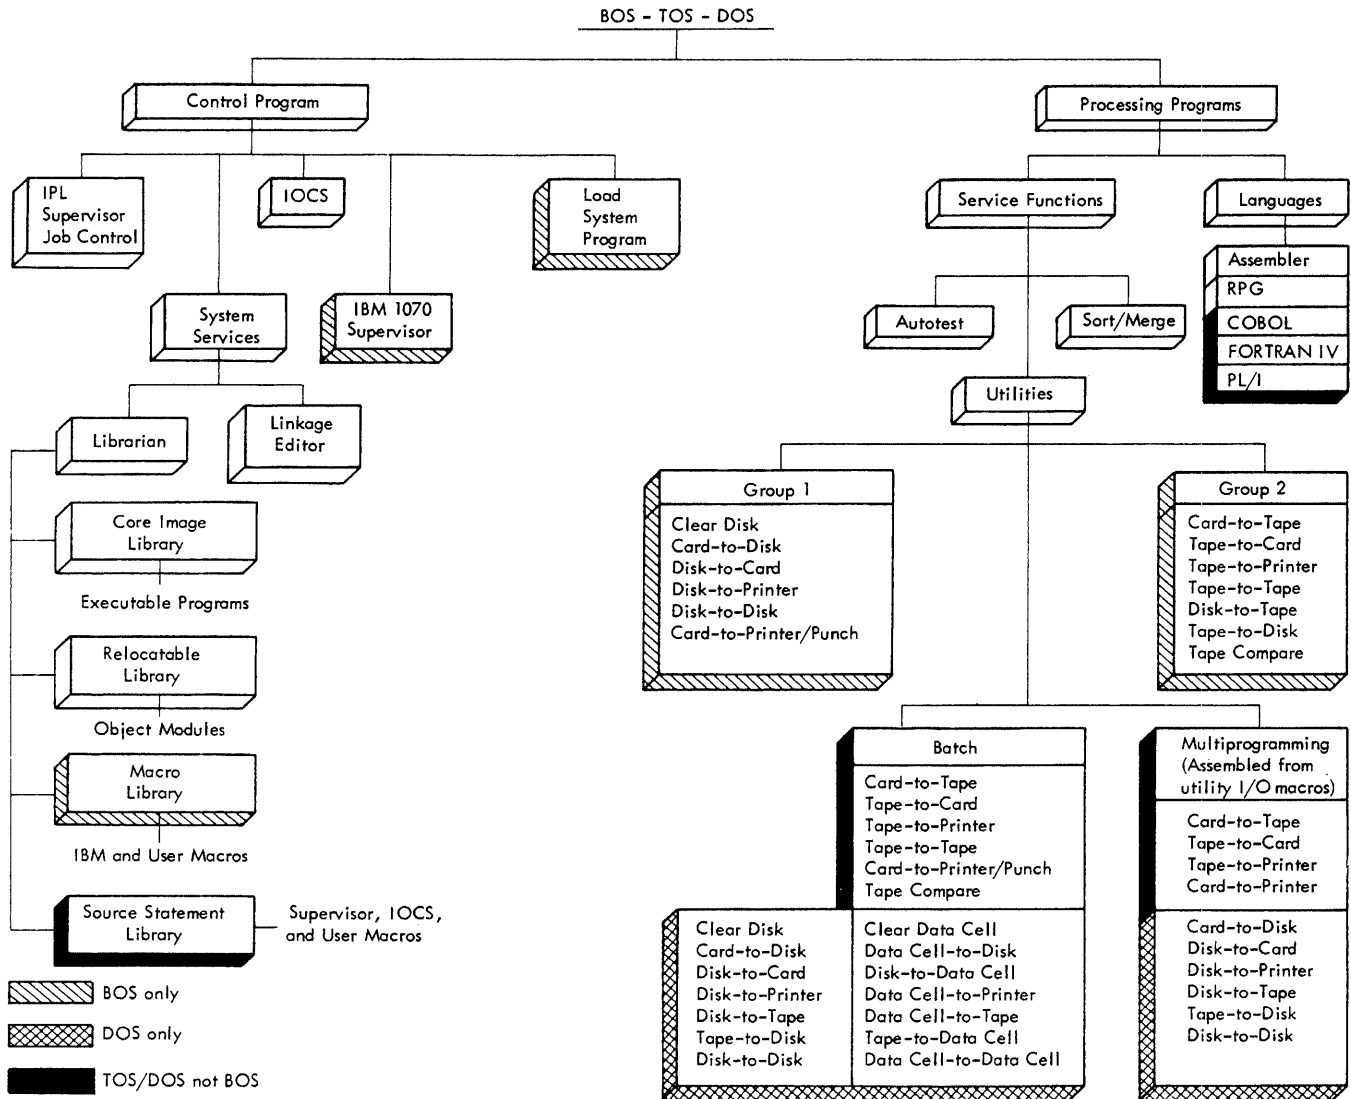 BOS - TOS - DOS
Control Program
Processing Programs
IPL
Supervisor
Job Control
IOCS
Load
System
Program
System
Services
IBM 1070
Supervisor
Librarian
Linkage
Editor
Core Image
Library
Executable Programs
Relocatable
Library
Object Modules
Macro
Library
IBM and User Macros
Source Statement
Library
Supervisor, IOCS,
and User Macros
BOS only
DOS only
TOS/DOS not BOS
Service Functions
Languages
Assembler
RPG
COBOL
FORTRAN IV
PL/I
Autotest
Sort/Merge
Utilities
Group 1
Clear Disk
Card-to-Disk
Disk-to-Card
Disk-to-Printer
Disk-to-Disk
Card-to-Printer/Punch
Group 2
Card-to-Tape
Tape-to-Card
Tape-to-Printer
Tape-to-Tape
Disk-to-Tape
Tape-to-Disk
Tape Compare
Batch
Card-to-Tape
Tape-to-Card
Tape-to-Printer
Tape-to-Tape
Card-to-Printer/Punch
Tape Compare
Clear Disk
Card-to-Disk
Disk-to-Card
Disk-to-Printer
Disk-to-Tape
Tape-to-Disk
Disk-to-Disk
Clear Data Cell
Data Cell-to-Disk
Disk-to-Data Cell
Data Cell-to-Printer
Data Cell-to-Tape
Tape-to-Data Cell
Data Cell-to-Data Cell
Multiprogramming
(Assembled from
utility I/O macros)
Card-to-Tape
Tape-to-Card
Tape-to-Printer
Card-to-Printer
Card-to-Disk
Disk-to-Card
Disk-to-Printer
Disk-to-Tape
Tape-to-Disk
Disk-to-Disk